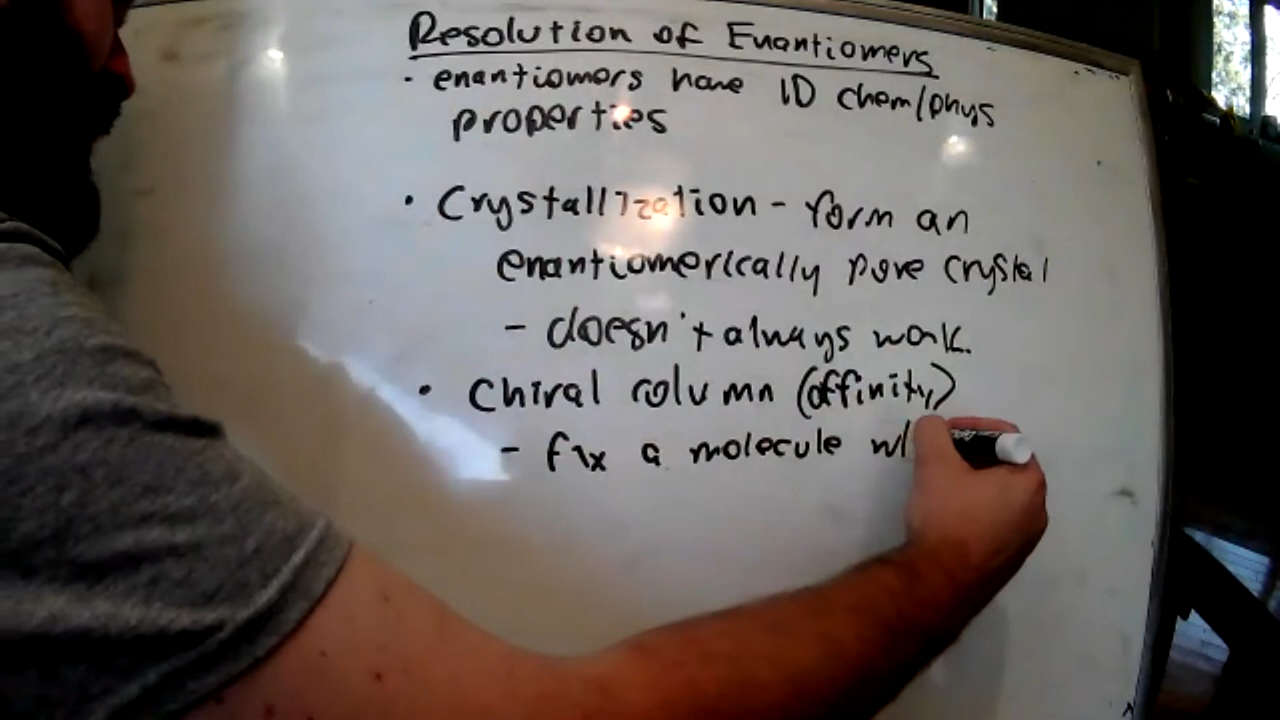 Resolution of Enantiomers
• enantiomers have ID chem/phys
properties
• Crystallization - form an
enantiomerically pure crystal
- doesn't always work.
• Chiral column (affinity)
- fix a molecule w/